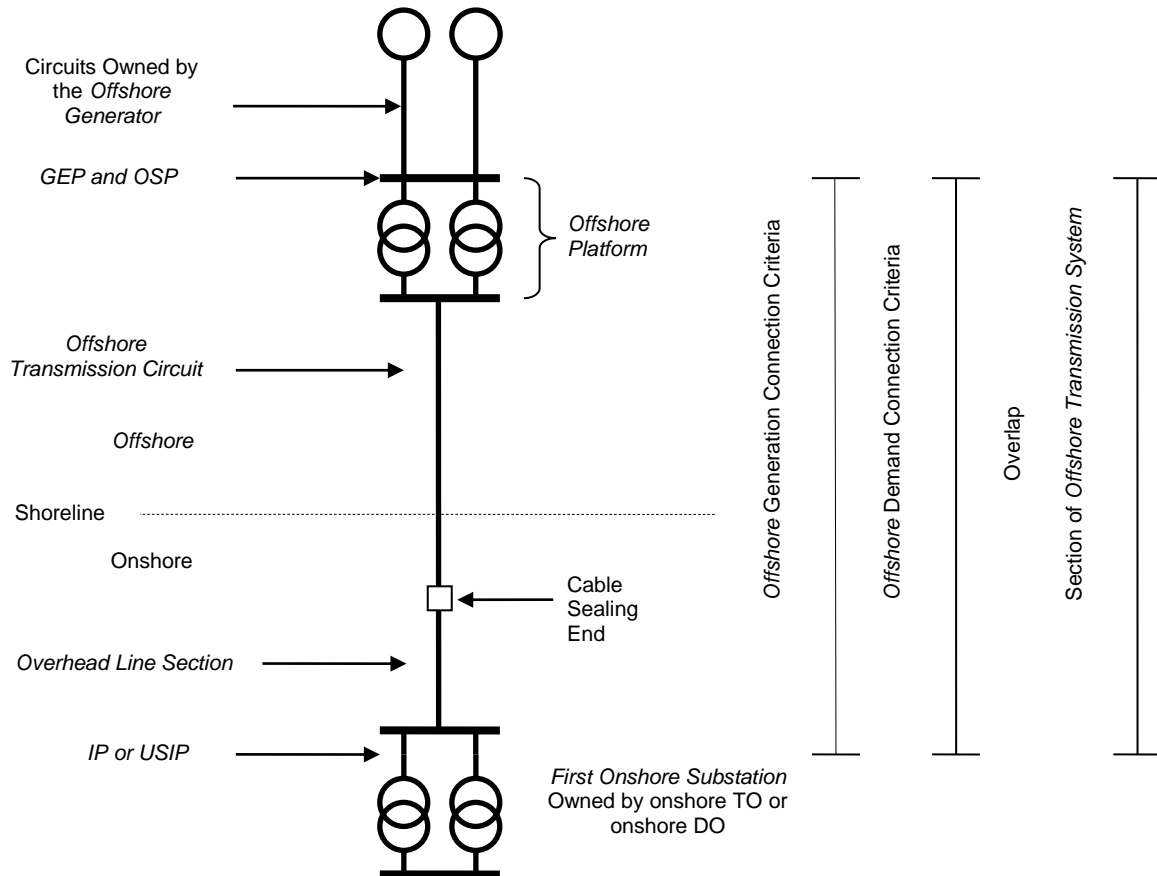 Circuits Owned by
the Offshore
Generator
GEP and OSP
Offshore
Platform
Offshore
Transmission Circuit
Offshore
Shoreline
Onshore
Cable
Sealing
End
Overhead Line Section
IP or USIP
First Onshore Substation
Owned by onshore TO or
onshore DO
Offshore Generation Connection Criteria
Offshore Demand Connection Criteria
Overlap
Section of Offshore Transmission System